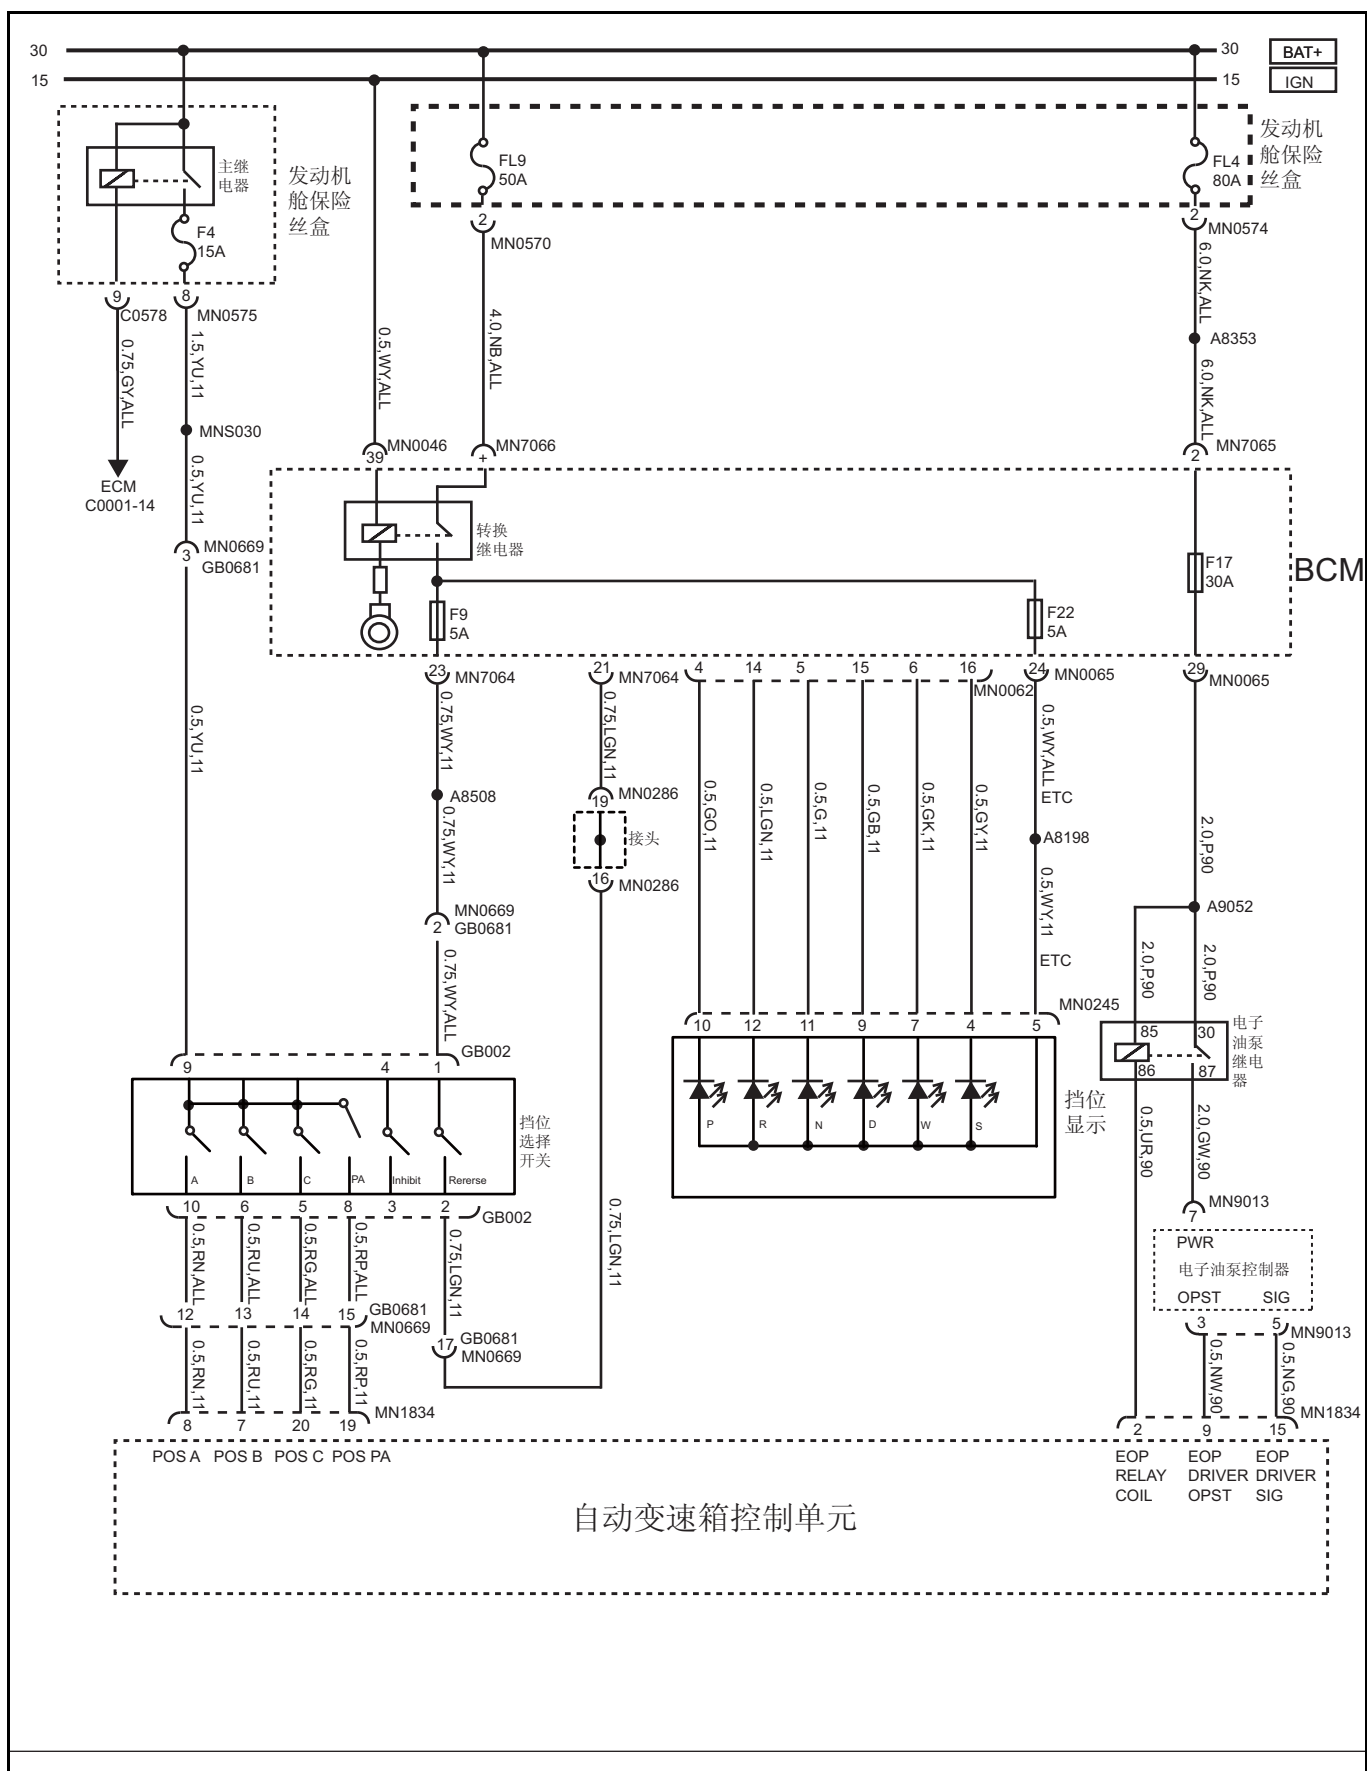 30
30
BAT+
15
15
IGN
主继
电器
发动机
舱保险
丝盒
F4
15A
FL9
50A
FL4
80A
发动机
舱保险
丝盒
2
MN0570
2
MN0574
9
C0578
8
MN0575
0.75,GY,ALL
1.5,YU,11
0.5,WY,ALL
4.0,NB,ALL
6.0,NK,ALL
A8353
6.0,NK,ALL
MNS030
0.5,YU,11
ECM
C0001-14
MN0046
39
MN7066
+
MN7065
2
3
MN0669
GB0681
转换
继电器
F9
5A
F22
5A
F17
30A
BCM
23
MN7064
21
MN7064
4
14
5
15
6
16
MN0062
24
MN0065
29
MN0065
0.5,YU,11
0.75,WY,11
0.75,LGN,11
0.5,GO,11
0.5,LGN,11
0.5,G,11
0.5,GB,11
0.5,GK,11
0.5,GY,11
0.5,WY,ALL
ETC
2.0,P,90
A8508
0.75,WY,11
19
MN0286
接头
16
MN0286
A8198
0.5,WY,11
ETC
A9052
2.0,P,90
2.0,P,90
MN0669
2
GB0681
0.75,WY,ALL
MN0245
10
12
11
9
7
4
5
85
30
86
87
电子
油泵
继电
器
GB002
9
4
1
A
B
C
PA
Inhibit
Rererse
挡位
选择
开关
P
R
N
D
W
S
挡位
显示
0.5,UR,90
2.0,GW,90
10
6
5
8
3
2
GB002
0.5,RN,ALL
0.5,RU,ALL
0.5,RG,ALL
0.5,RP,ALL
0.75,LGN,11
0.75,LGN,11
7
MN9013
PWR
电子油泵控制器
OPST
SIG
12
13
14
15
GB0681
MN0669
17
GB0681
MN0669
3
5
MN9013
0.5,RN,11
0.5,RU,11
0.5,RG,11
0.5,RP,11
0.5,NW,90
0.5,NG,90
8
7
20
19
MN1834
2
9
15
MN1834
POS A
POS B
POS C
POS PA
EOP
RELAY
COIL
EOP
DRIVER
OPST
EOP
DRIVER
SIG
自动变速箱控制单元